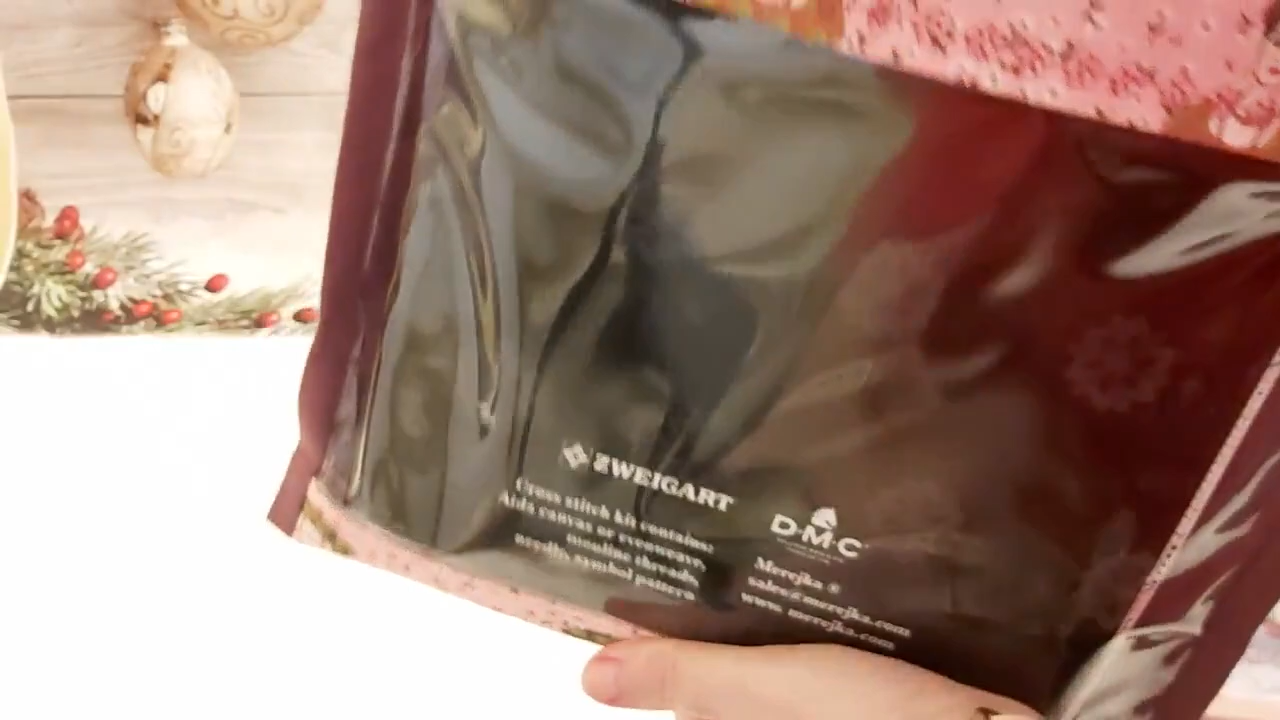 ZWEIGART
Cross stitch kit contains:
Aida canvas or evenweave,
mouline threads,
needle, symbol pattern
D·M·C
Merejka ®
sales@merejka.com
www. merejka.com